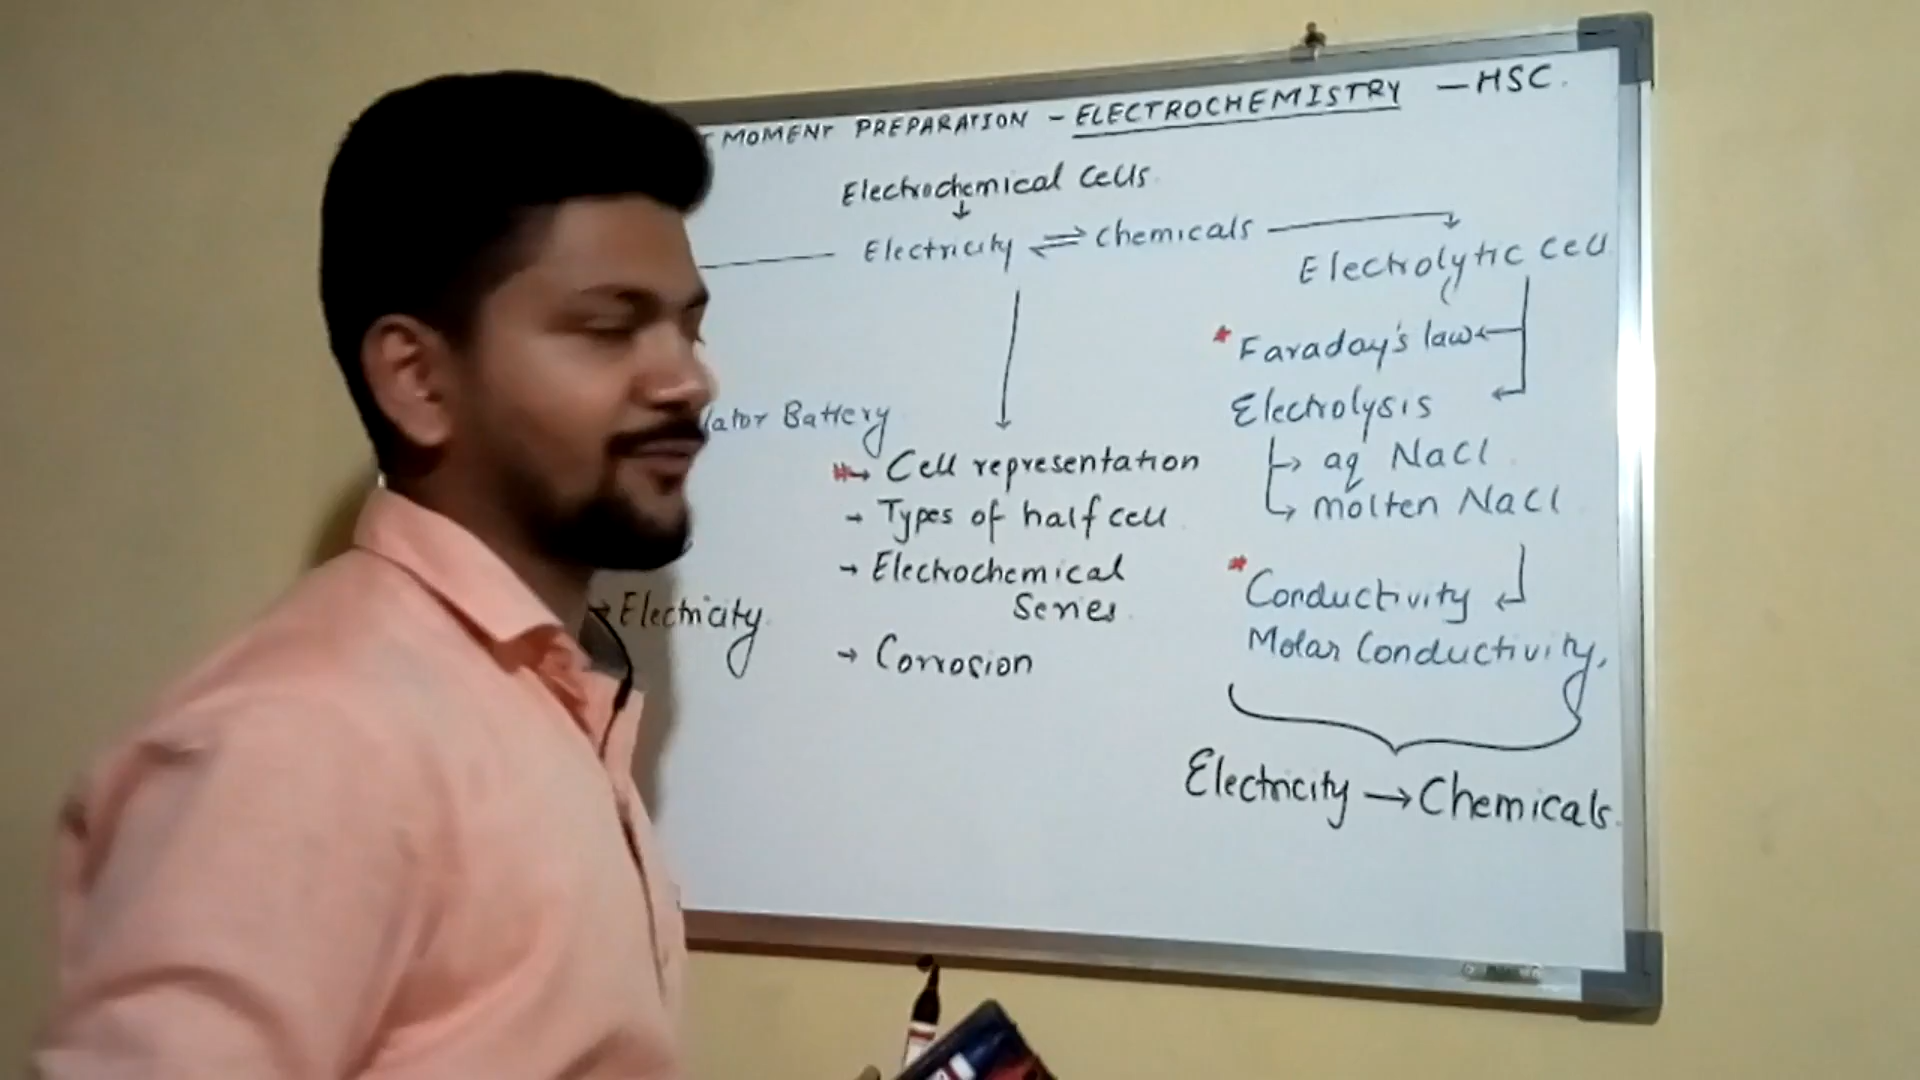 MOMENT PREPARATION - ELECTROCHEMISTRY - HSC.
Electrochemical Cells.
↓
Electricity ⇌ Chemicals
Battery
→ Electricity
→ Cell representation
→ Types of half cell
→ Electrochemical
Series
→ Corrosion
Electrolytic Cell
* Faraday's law
Electrolysis
→ aq NaCl
→ molten NaCl
* Conductivity
Molar Conductivity,
Electricity → Chemicals.